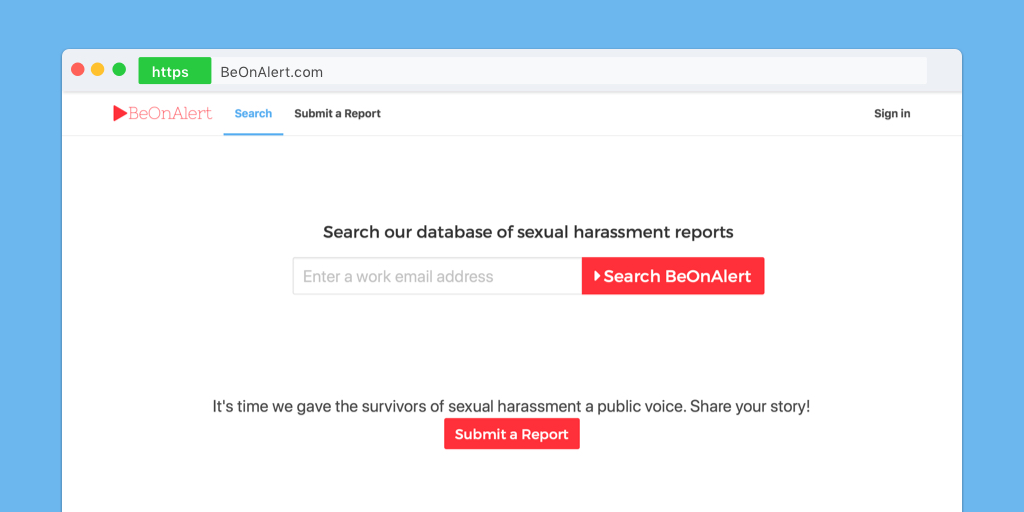 https BeOnAlert.com
BeOnAlert Search Submit a Report Sign in
Search our database of sexual harassment reports
Enter a work email address Search BeOnAlert
It's time we gave the survivors of sexual harassment a public voice. Share your story!
Submit a Report